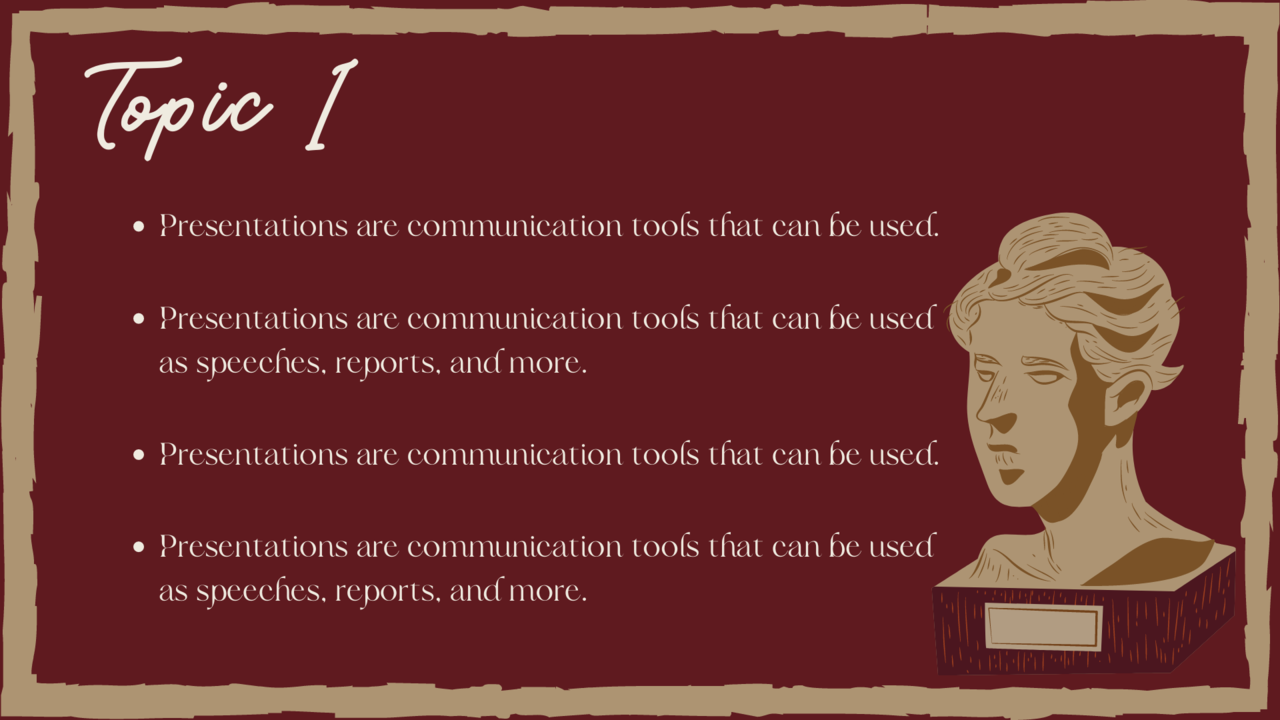 Topic 1
• Presentations are communication tools that can be used.
• Presentations are communication tools that can be used
as speeches, reports, and more.
• Presentations are communication tools that can be used.
• Presentations are communication tools that can be used
as speeches, reports, and more.